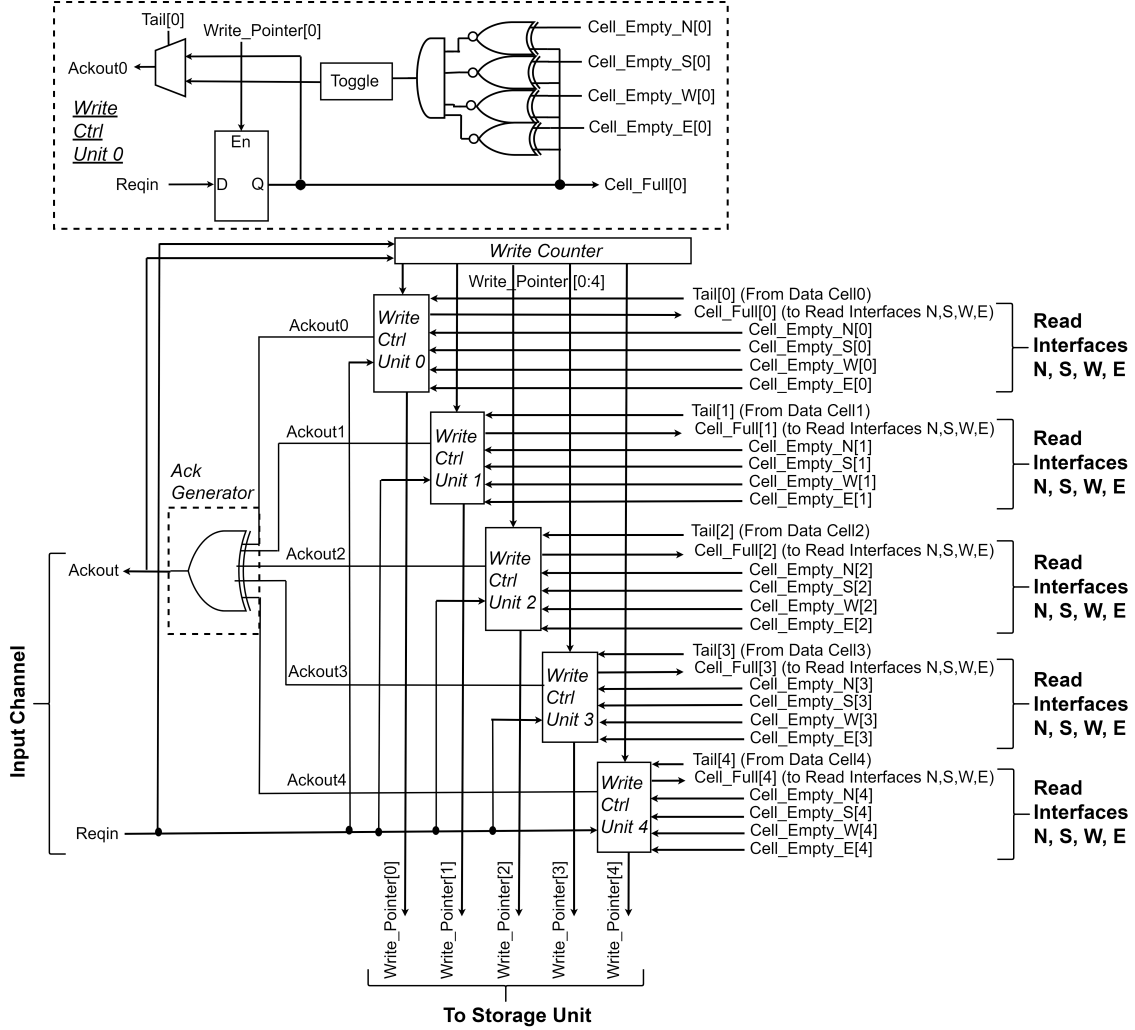 Tail[0]
Write_Pointer[0]
Cell_Empty_N[0]
Ackout0
Toggle
Cell_Empty_S[0]
Cell_Empty_W[0]
Cell_Empty_E[0]
Write
Ctrl
Unit 0
En
Reqin
D
Q
Cell_Full[0]
Write Counter
Write_Pointer [0:4]
Tail[0] (From Data Cell0)
Cell_Full[0] (to Read Interfaces N,S,W,E)
Cell_Empty_N[0]
Cell_Empty_S[0]
Cell_Empty_W[0]
Cell_Empty_E[0]
Read
Interfaces
N, S, W, E
Ackout0
Write
Ctrl
Unit 0
Tail[1] (From Data Cell1)
Cell_Full[1] (to Read Interfaces N,S,W,E)
Cell_Empty_N[1]
Cell_Empty_S[1]
Cell_Empty_W[1]
Cell_Empty_E[1]
Read
Interfaces
N, S, W, E
Ackout1
Write
Ctrl
Unit 1
Ack
Generator
Tail[2] (From Data Cell2)
Cell_Full[2] (to Read Interfaces N,S,W,E)
Cell_Empty_N[2]
Cell_Empty_S[2]
Cell_Empty_W[2]
Cell_Empty_E[2]
Read
Interfaces
N, S, W, E
Ackout
Ackout2
Write
Ctrl
Unit 2
Tail[3] (From Data Cell3)
Cell_Full[3] (to Read Interfaces N,S,W,E)
Cell_Empty_N[3]
Cell_Empty_S[3]
Cell_Empty_W[3]
Cell_Empty_E[3]
Read
Interfaces
N, S, W, E
Ackout3
Write
Ctrl
Unit 3
Input Channel
Tail[4] (From Data Cell4)
Cell_Full[4] (to Read Interfaces N,S,W,E)
Cell_Empty_N[4]
Cell_Empty_S[4]
Cell_Empty_W[4]
Cell_Empty_E[4]
Read
Interfaces
N, S, W, E
Ackout4
Write
Ctrl
Unit 4
Reqin
Write_Pointer[0]
Write_Pointer[1]
Write_Pointer[2]
Write_Pointer[3]
Write_Pointer[4]
To Storage Unit